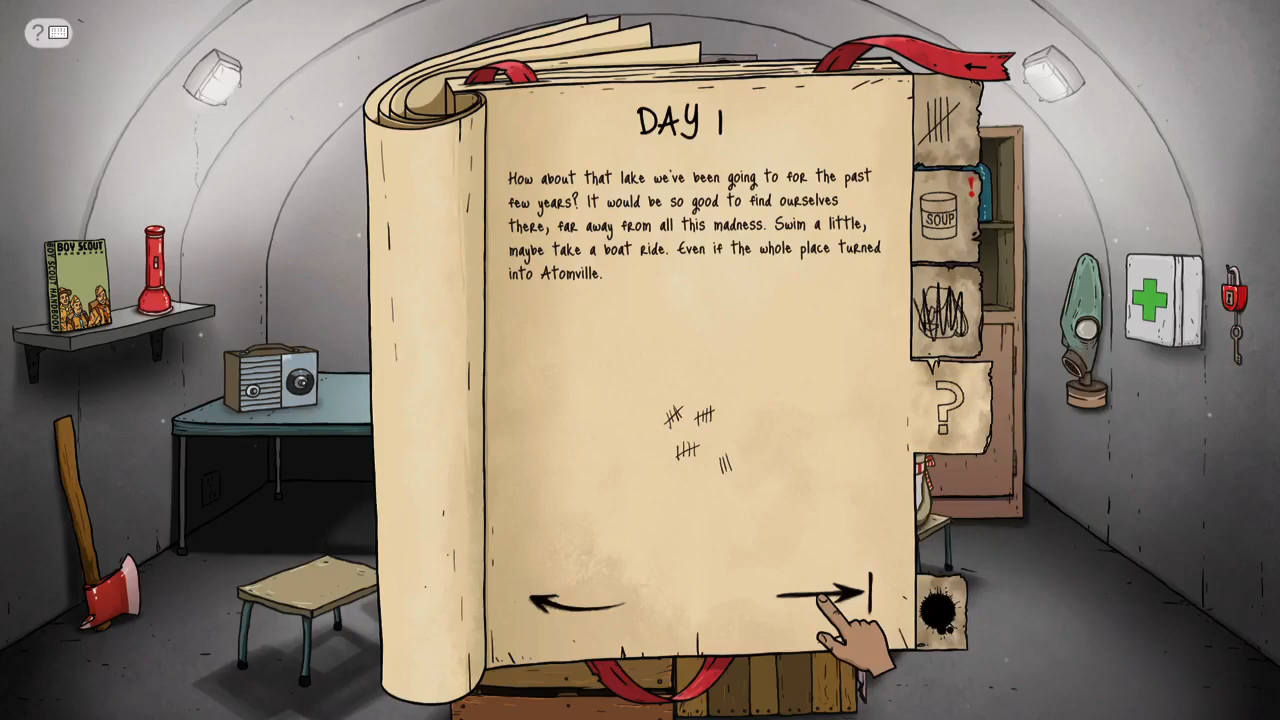 ?
DAY 1
How about that lake we've been going to for the past
few years? It would be so good to find ourselves
there, far away from all this madness. Swim a little,
maybe take a boat ride. Even if the whole place turned
into Atomville.
!
SOUP
?
BOY SCOUT
BOY SCOUT HANDBOOK